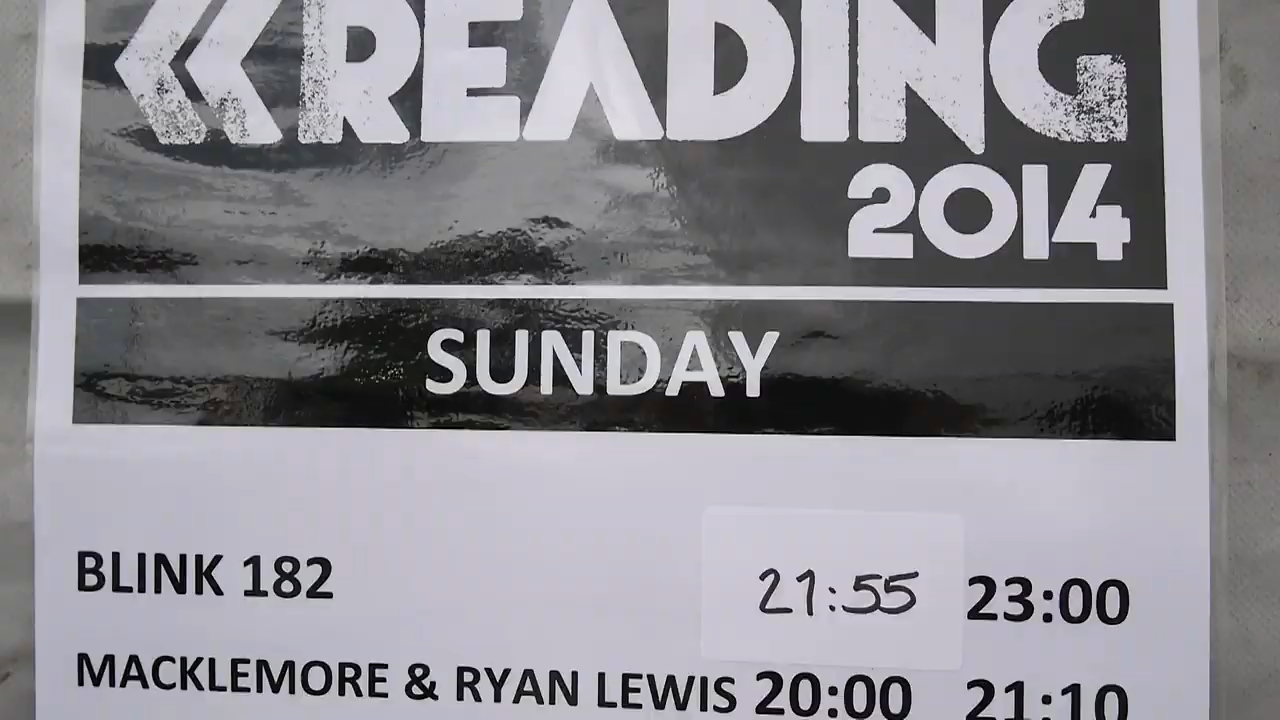 READING
2014
SUNDAY
BLINK 182 21:55 23:00
MACKLEMORE & RYAN LEWIS 20:00 21:10